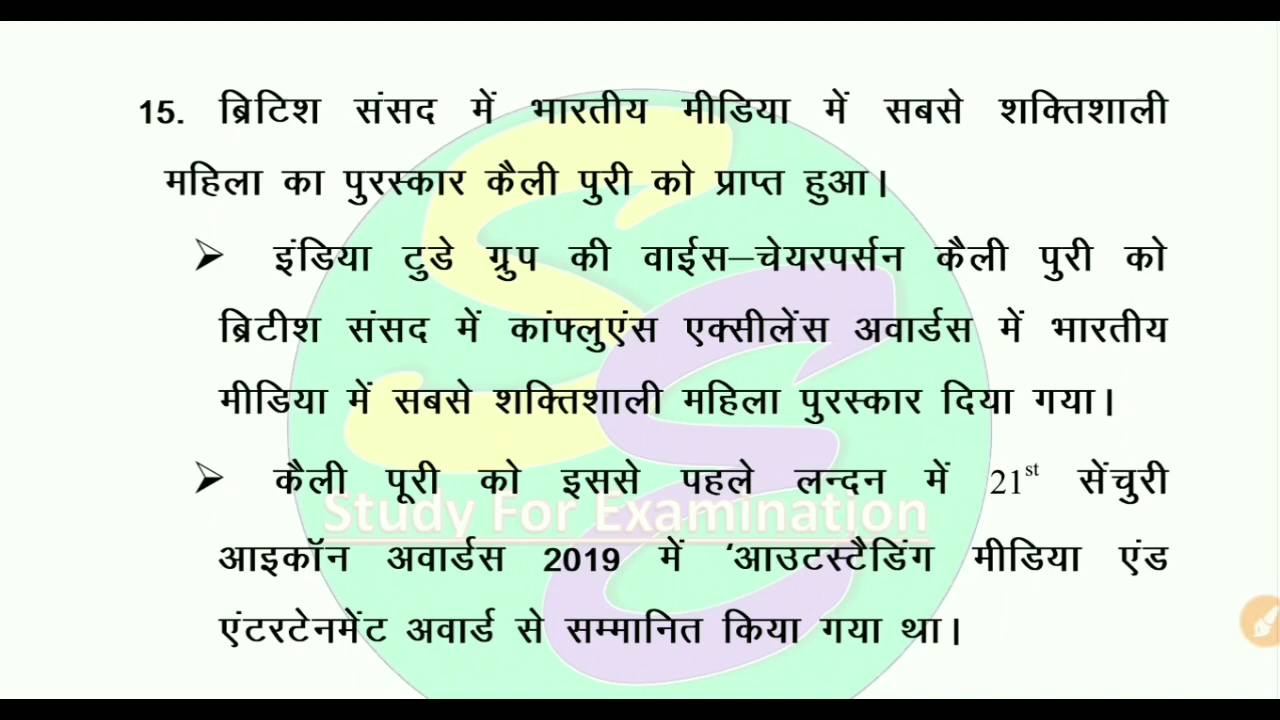 15. ब्रिटिश संसद में भारतीय मीडिया में सबसे शक्तिशाली
महिला का पुरस्कार कैली पुरी को प्राप्त हुआ।
➢ इंडिया टुडे ग्रुप की वाईस–चेयरपर्सन कैली पुरी को
ब्रिटीश संसद में कांफ्लुएंस एक्सीलेंस अवार्डस में भारतीय
मीडिया में सबसे शक्तिशाली महिला पुरस्कार दिया गया।
➢ कैली पूरी को इससे पहले लन्दन में 21st सेंचुरी
Study For Examination
आइकॉन अवार्डस 2019 में ‘आउटस्टैडिंग मीडिया एंड
एंटरटेनमेंट अवार्ड से सम्मानित किया गया था।